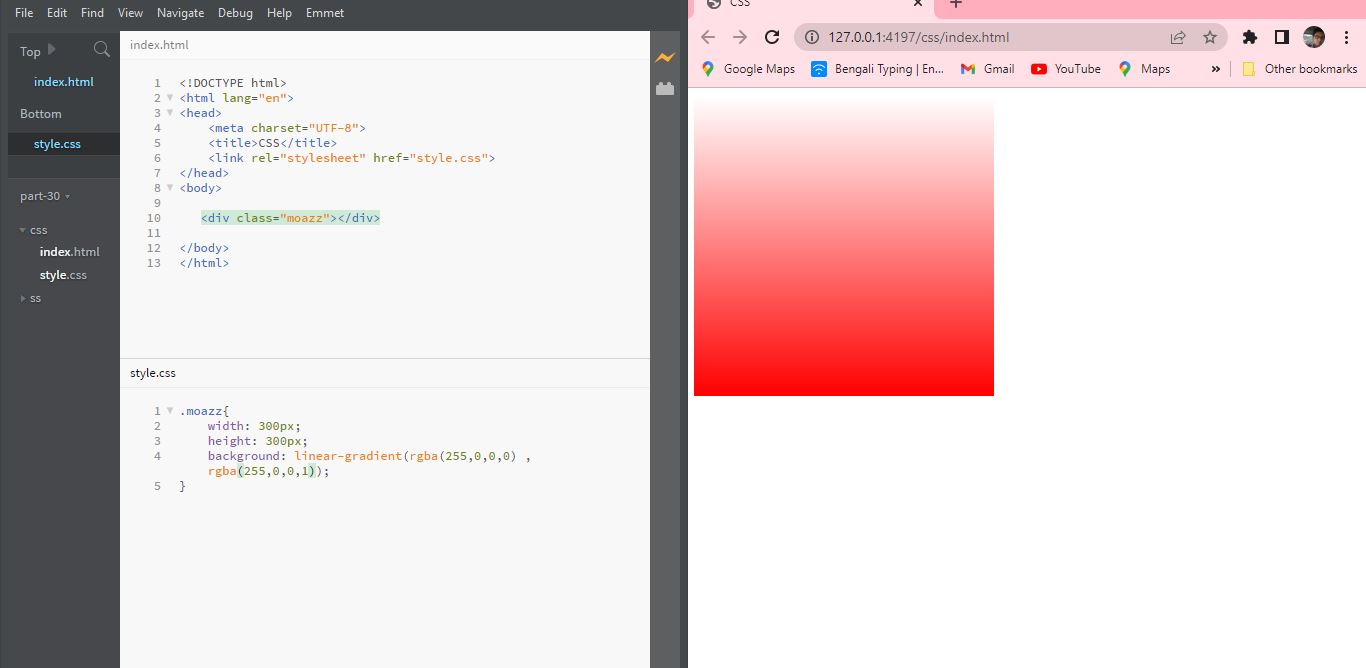 File Edit Find View Navigate Debug Help Emmet
Top
index.html
Bottom
style.css
part-30
css
index.html
style.css
ss
index.html
1 <!DOCTYPE html>
2 <html lang="en">
3 <head>
4 <meta charset="UTF-8">
5 <title>CSS</title>
6 <link rel="stylesheet" href="style.css">
7 </head>
8 <body>
9
10 <div class="moazz"></div>
11
12 </body>
13 </html>
style.css
1 .moazz{
2 width: 300px;
3 height: 300px;
4 background: linear-gradient(rgba(255,0,0,0) ,
rgba(255,0,0,1));
5 }
CSS
127.0.0.1:4197/css/index.html
Google Maps Bengali Typing | En... Gmail YouTube Maps » Other bookmarks